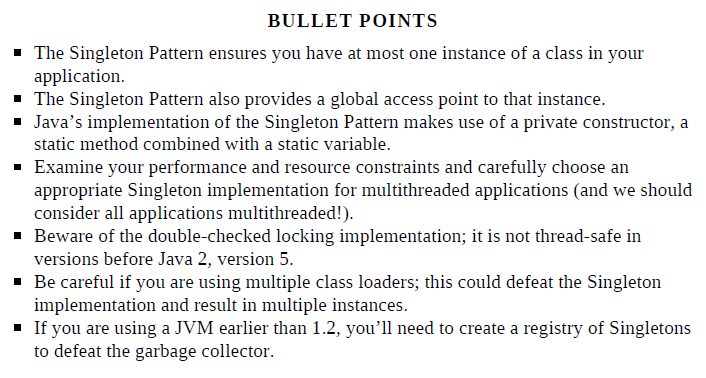 BULLET POINTS
▪ The Singleton Pattern ensures you have at most one instance of a class in your
application.
▪ The Singleton Pattern also provides a global access point to that instance.
▪ Java’s implementation of the Singleton Pattern makes use of a private constructor, a
static method combined with a static variable.
▪ Examine your performance and resource constraints and carefully choose an
appropriate Singleton implementation for multithreaded applications (and we should
consider all applications multithreaded!).
▪ Beware of the double-checked locking implementation; it is not thread-safe in
versions before Java 2, version 5.
▪ Be careful if you are using multiple class loaders; this could defeat the Singleton
implementation and result in multiple instances.
▪ If you are using a JVM earlier than 1.2, you’ll need to create a registry of Singletons
to defeat the garbage collector.